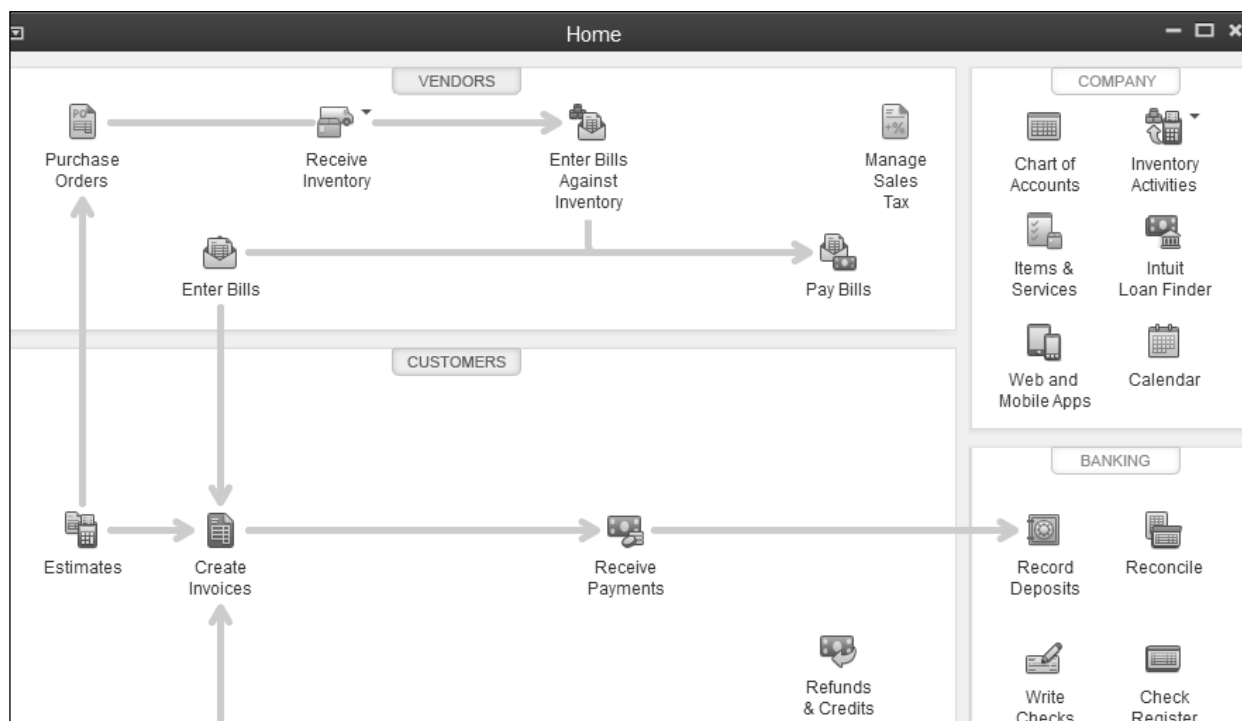 Home
VENDORS
PO
Purchase
Orders
Receive
Inventory
Enter Bills
Against
Inventory
+%
Manage
Sales
Tax
Enter Bills
Pay Bills
COMPANY
Chart of
Accounts
Inventory
Activities
Items &
Services
Intuit
Loan Finder
Web and
Mobile Apps
Calendar
CUSTOMERS
Estimates
Create
Invoices
Receive
Payments
Refunds
& Credits
BANKING
Record
Deposits
Reconcile
Write
Checks
Check
Register